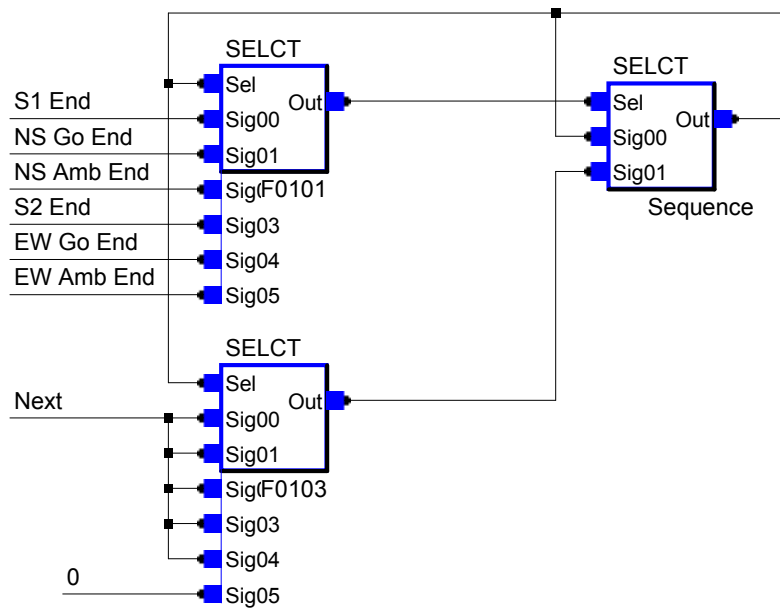 SELCT
Sel
Out
S1 End
Sig00
NS Go End
Sig01
NS Amb End
Sig
F0101
S2 End
Sig03
EW Go End
Sig04
EW Amb End
Sig05
SELCT
Sel
Out
Sig00
Sig01
Sequence
SELCT
Sel
Out
Next
Sig00
Sig01
Sig
F0103
Sig03
Sig04
0
Sig05